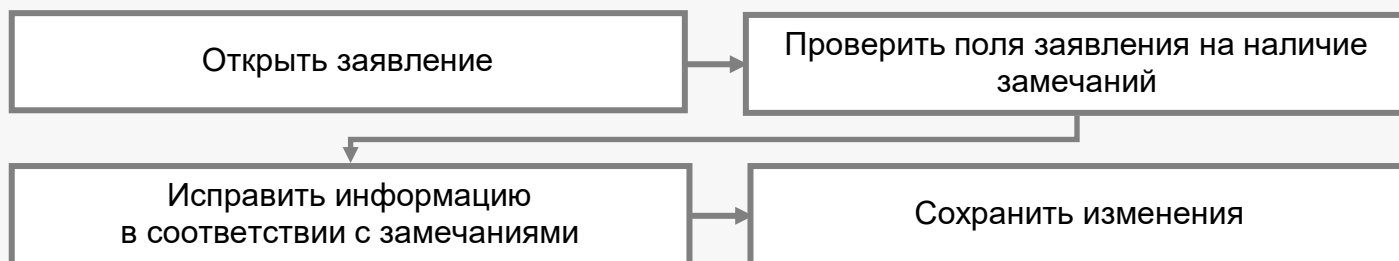 Открыть заявление
Проверить поля заявления на наличие
замечаний
Исправить информацию
в соответствии с замечаниями
Сохранить изменения